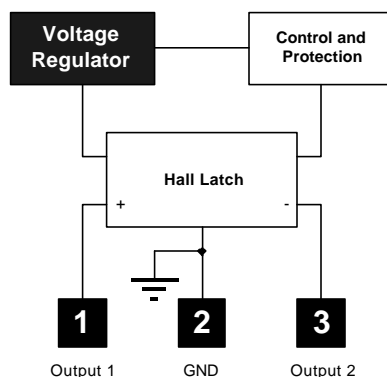 Voltage
Regulator
Control and
Protection
Hall Latch
+ -
1 2 3
Output 1 GND Output 2